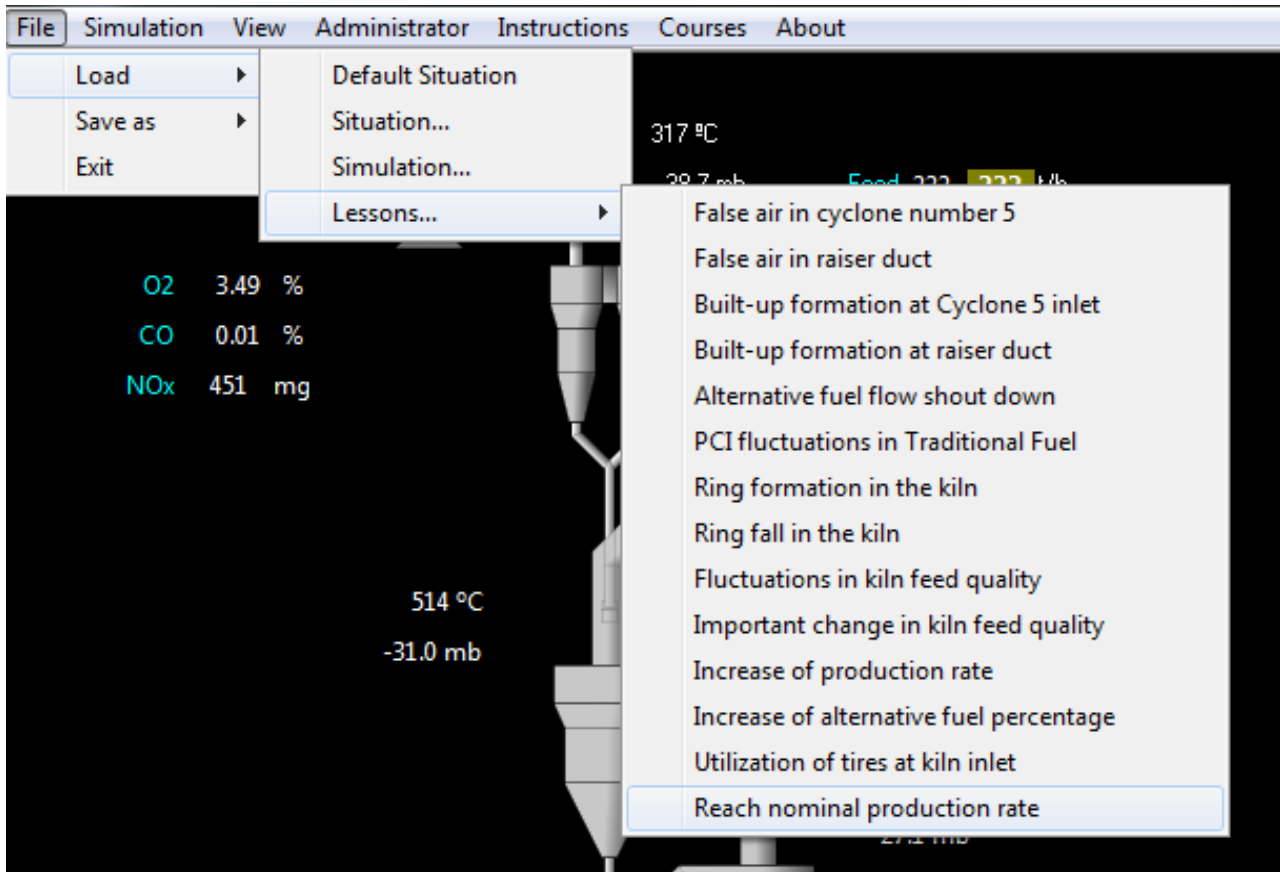 File Simulation View Administrator Instructions Courses About
Load
Save as
Exit
Default Situation
Situation...
Simulation...
Lessons...
False air in cyclone number 5
False air in raiser duct
Built-up formation at Cyclone 5 inlet
Built-up formation at raiser duct
Alternative fuel flow shout down
PCI fluctuations in Traditional Fuel
Ring formation in the kiln
Ring fall in the kiln
Fluctuations in kiln feed quality
Important change in kiln feed quality
Increase of production rate
Increase of alternative fuel percentage
Utilization of tires at kiln inlet
Reach nominal production rate
317 ºC
Feed t/h
O2 3.49 %
CO 0.01 %
NOx 451 mg
514 ºC
-31.0 mb